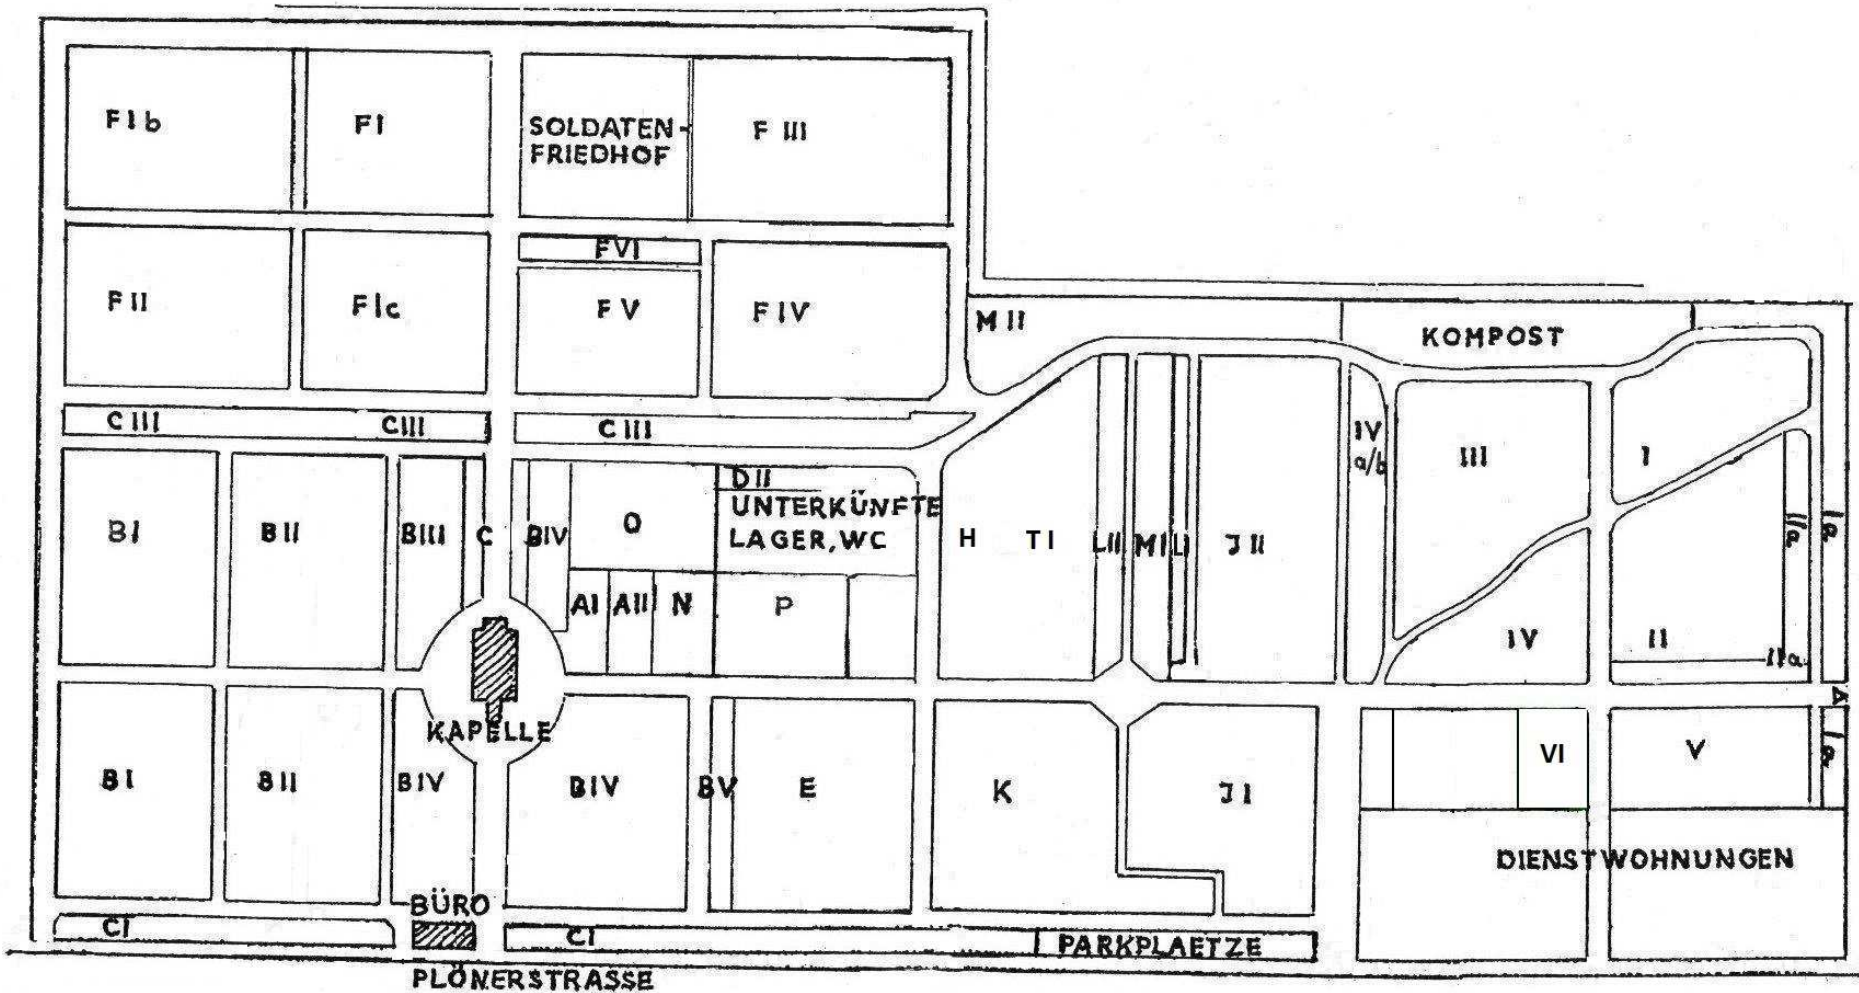 F I b
F I
SOLDATEN-
FRIEDHOF
F III
F VI
F II
F I c
F V
F IV
M II
KOMPOST
C III
C III
C III
IV
a/b
III
I
D II
UNTERKÜNFTE
LAGER, WC
B I
B II
B III
C
B IV
O
H
T I
L II
M I
L I
J II
II a
I a
A I
A II
N
P
IV
II
II a
A
KAPELLE
B I
B II
B IV
B IV
B V
E
K
J I
VI
V
I a
DIENSTWOHNUNGEN
BÜRO
C I
C I
PARKPLAETZE
PLÖNERSTRASSE